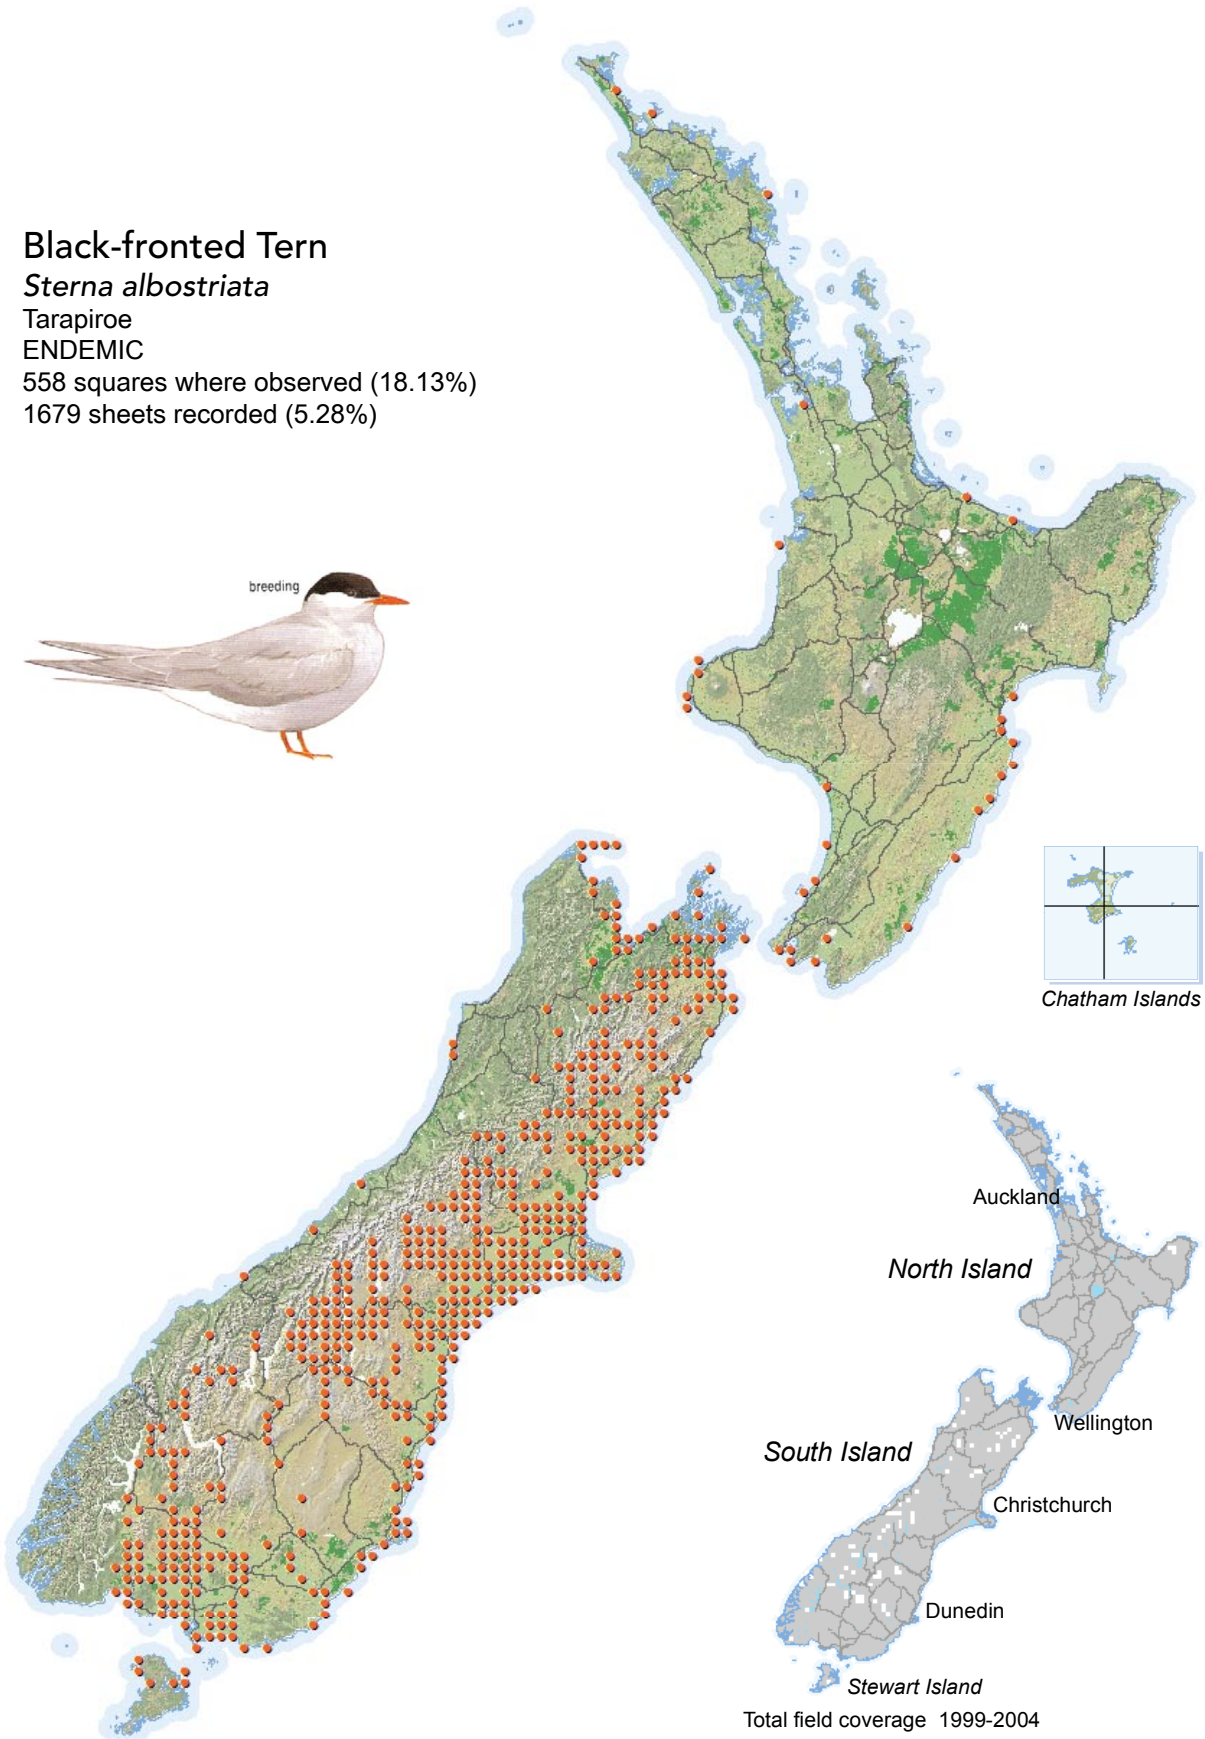 Black-fronted Tern
Sterna albostriata
Tarapiroe
ENDEMIC
558 squares where observed (18.13%)
1679 sheets recorded (5.28%)
breeding
Chatham Islands
Auckland
North Island
Wellington
South Island
Christchurch
Dunedin
Stewart Island
Total field coverage 1999-2004